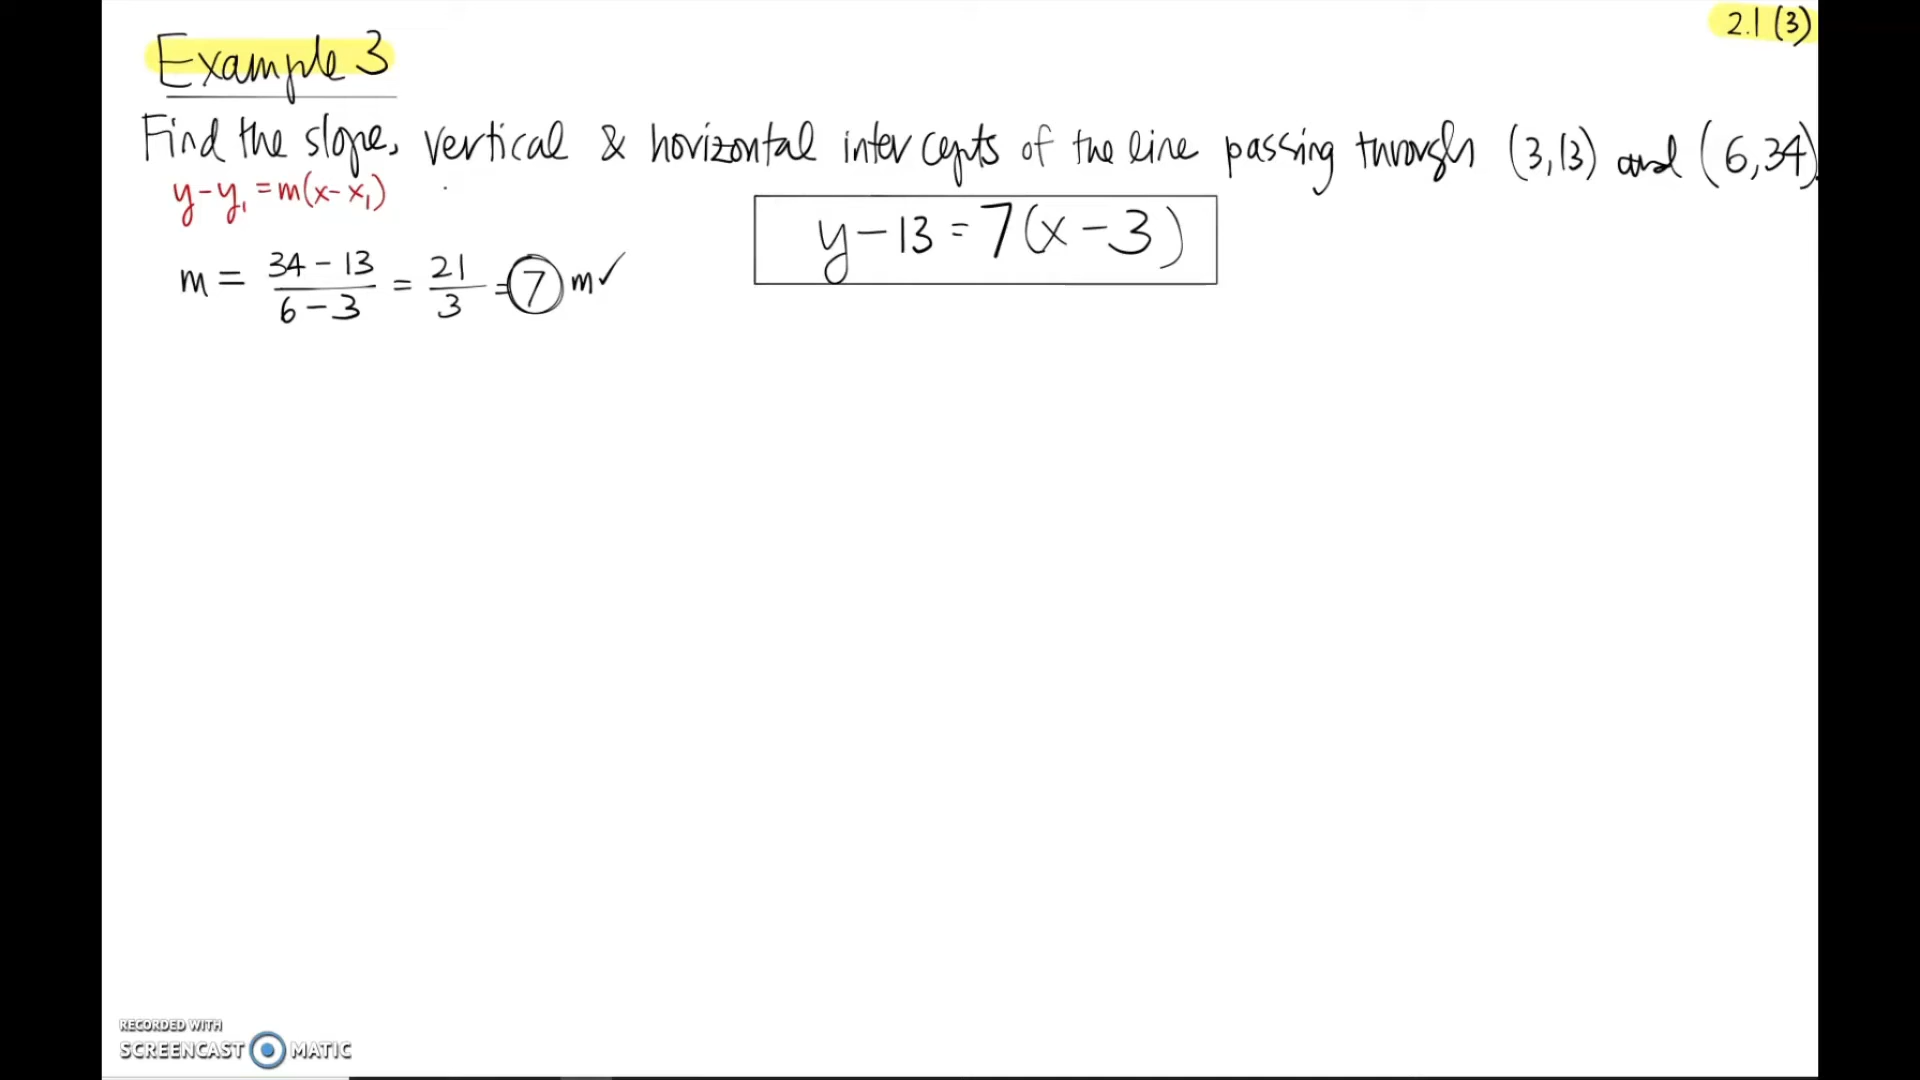 2.1 (3)
Example 3
Find the slope, vertical & horizontal intercepts of the line passing through (3,13) and (6,34).
y-y₁ = m(x-x₁)
y-13 = 7(x-3)
m = 34-13 / 6-3 = 21/3 = 7 m✓
RECORDED WITH
SCREENCAST MATIC